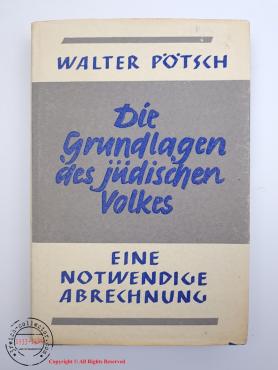 WALTER PÖTSCH
Die
Grundlagen
des jüdischen
Volkes
EINE
NOTWENDIGE
ABRECHNUNG
Copyright © All Rights Reserved